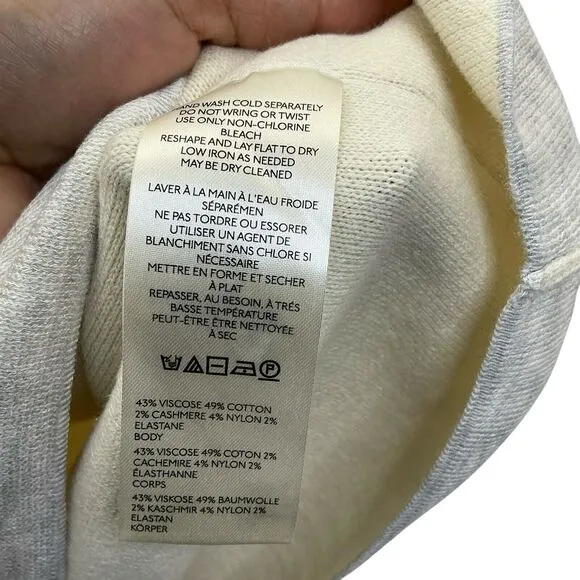 AND WASH COLD SEPARATELY
DO NOT WRING OR TWIST
USE ONLY NON-CHLORINE
BLEACH
RESHAPE AND LAY FLAT TO DRY
LOW IRON AS NEEDED
MAY BE DRY CLEANED
LAVER À LA MAIN À L'EAU FROIDE
SÉPARÉMEN
NE PAS TORDRE OU ESSORER
UTILISER UN AGENT DE
BLANCHIMENT SANS CHLORE SI
NÉCESSAIRE
METTRE EN FORME ET SECHER
À PLAT
REPASSER, AU BESOIN, À TRÉS
BASSE TEMPÉRATURE
PEUT-ÊTRE ÊTRE NETTOYÉE
À SEC
P
43% VISCOSE 49% COTTON
2% CASHMERE 4% NYLON 2%
ELASTANE
BODY
43% VISCOSE 49% COTON 2%
CACHEMIRE 4% NYLON 2%
ÉLASTHANNE
CORPS
43% VISKOSE 49% BAUMWOLLE
2% KASCHMIR 4% NYLON 2%
ELASTAN
KÖRPER